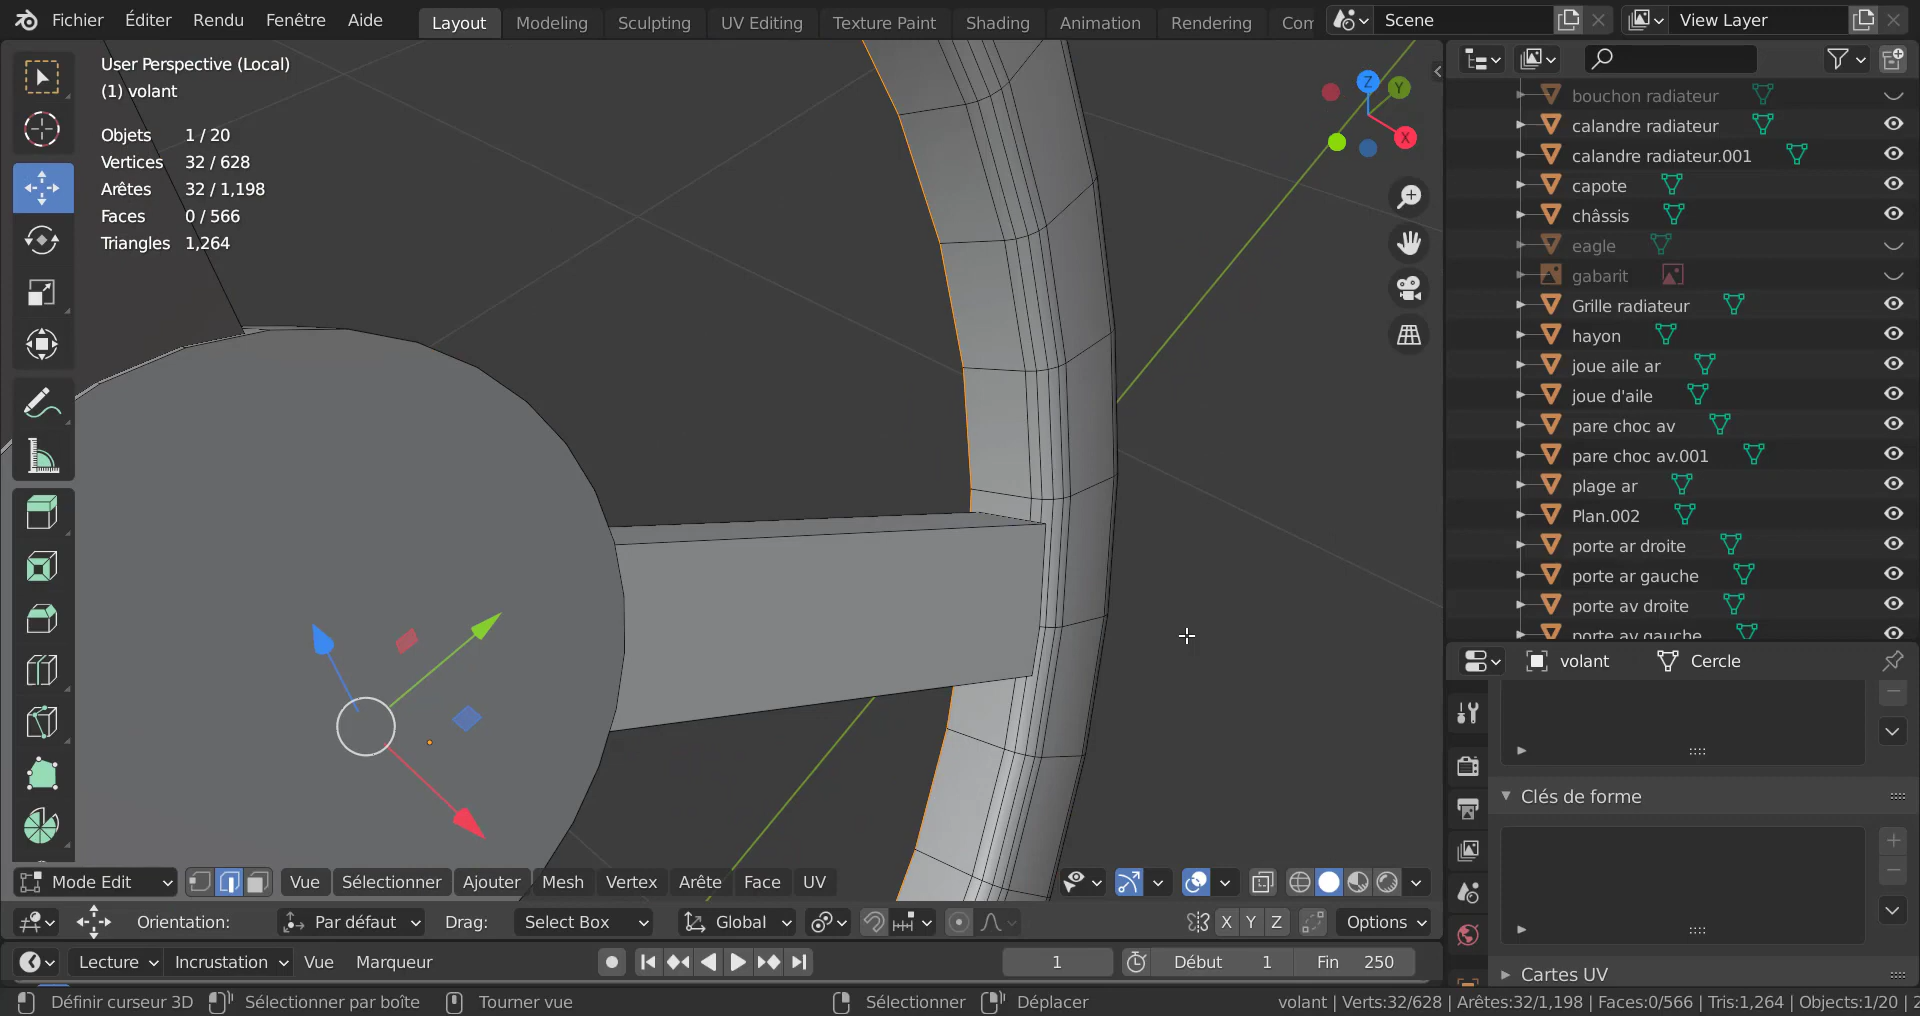 Fichier Éditer Rendu Fenêtre Aide Layout Modeling Sculpting UV Editing Texture Paint Shading Animation Rendering Scene View Layer
User Perspective (Local)
(1) volant
Objets 1 / 20
Vertices 32 / 628
Arêtes 32 / 1,198
Faces 0 / 566
Triangles 1,264
Z
Y
X
bouchon radiateur
calandre radiateur
calandre radiateur.001
capote
châssis
eagle
gabarit
Grille radiateur
hayon
joue aile ar
joue d'aile
pare choc av
pare choc av.001
plage ar
Plan.002
porte ar droite
porte ar gauche
porte av droite
porte av gauche
volant Cercle
Clés de forme
Cartes UV
Mode Edit Vue Sélectionner Ajouter Mesh Vertex Arête Face UV
Orientation: Par défaut Drag: Select Box Global X Y Z Options
Lecture Incrustation Vue Marqueur 1 Début 1 Fin 250
Définir curseur 3D Sélectionner par boîte Tourner vue Sélectionner Déplacer volant | Verts:32/628 | Arêtes:32/1,198 | Faces:0/566 | Tris:1,264 | Objects:1/20 |